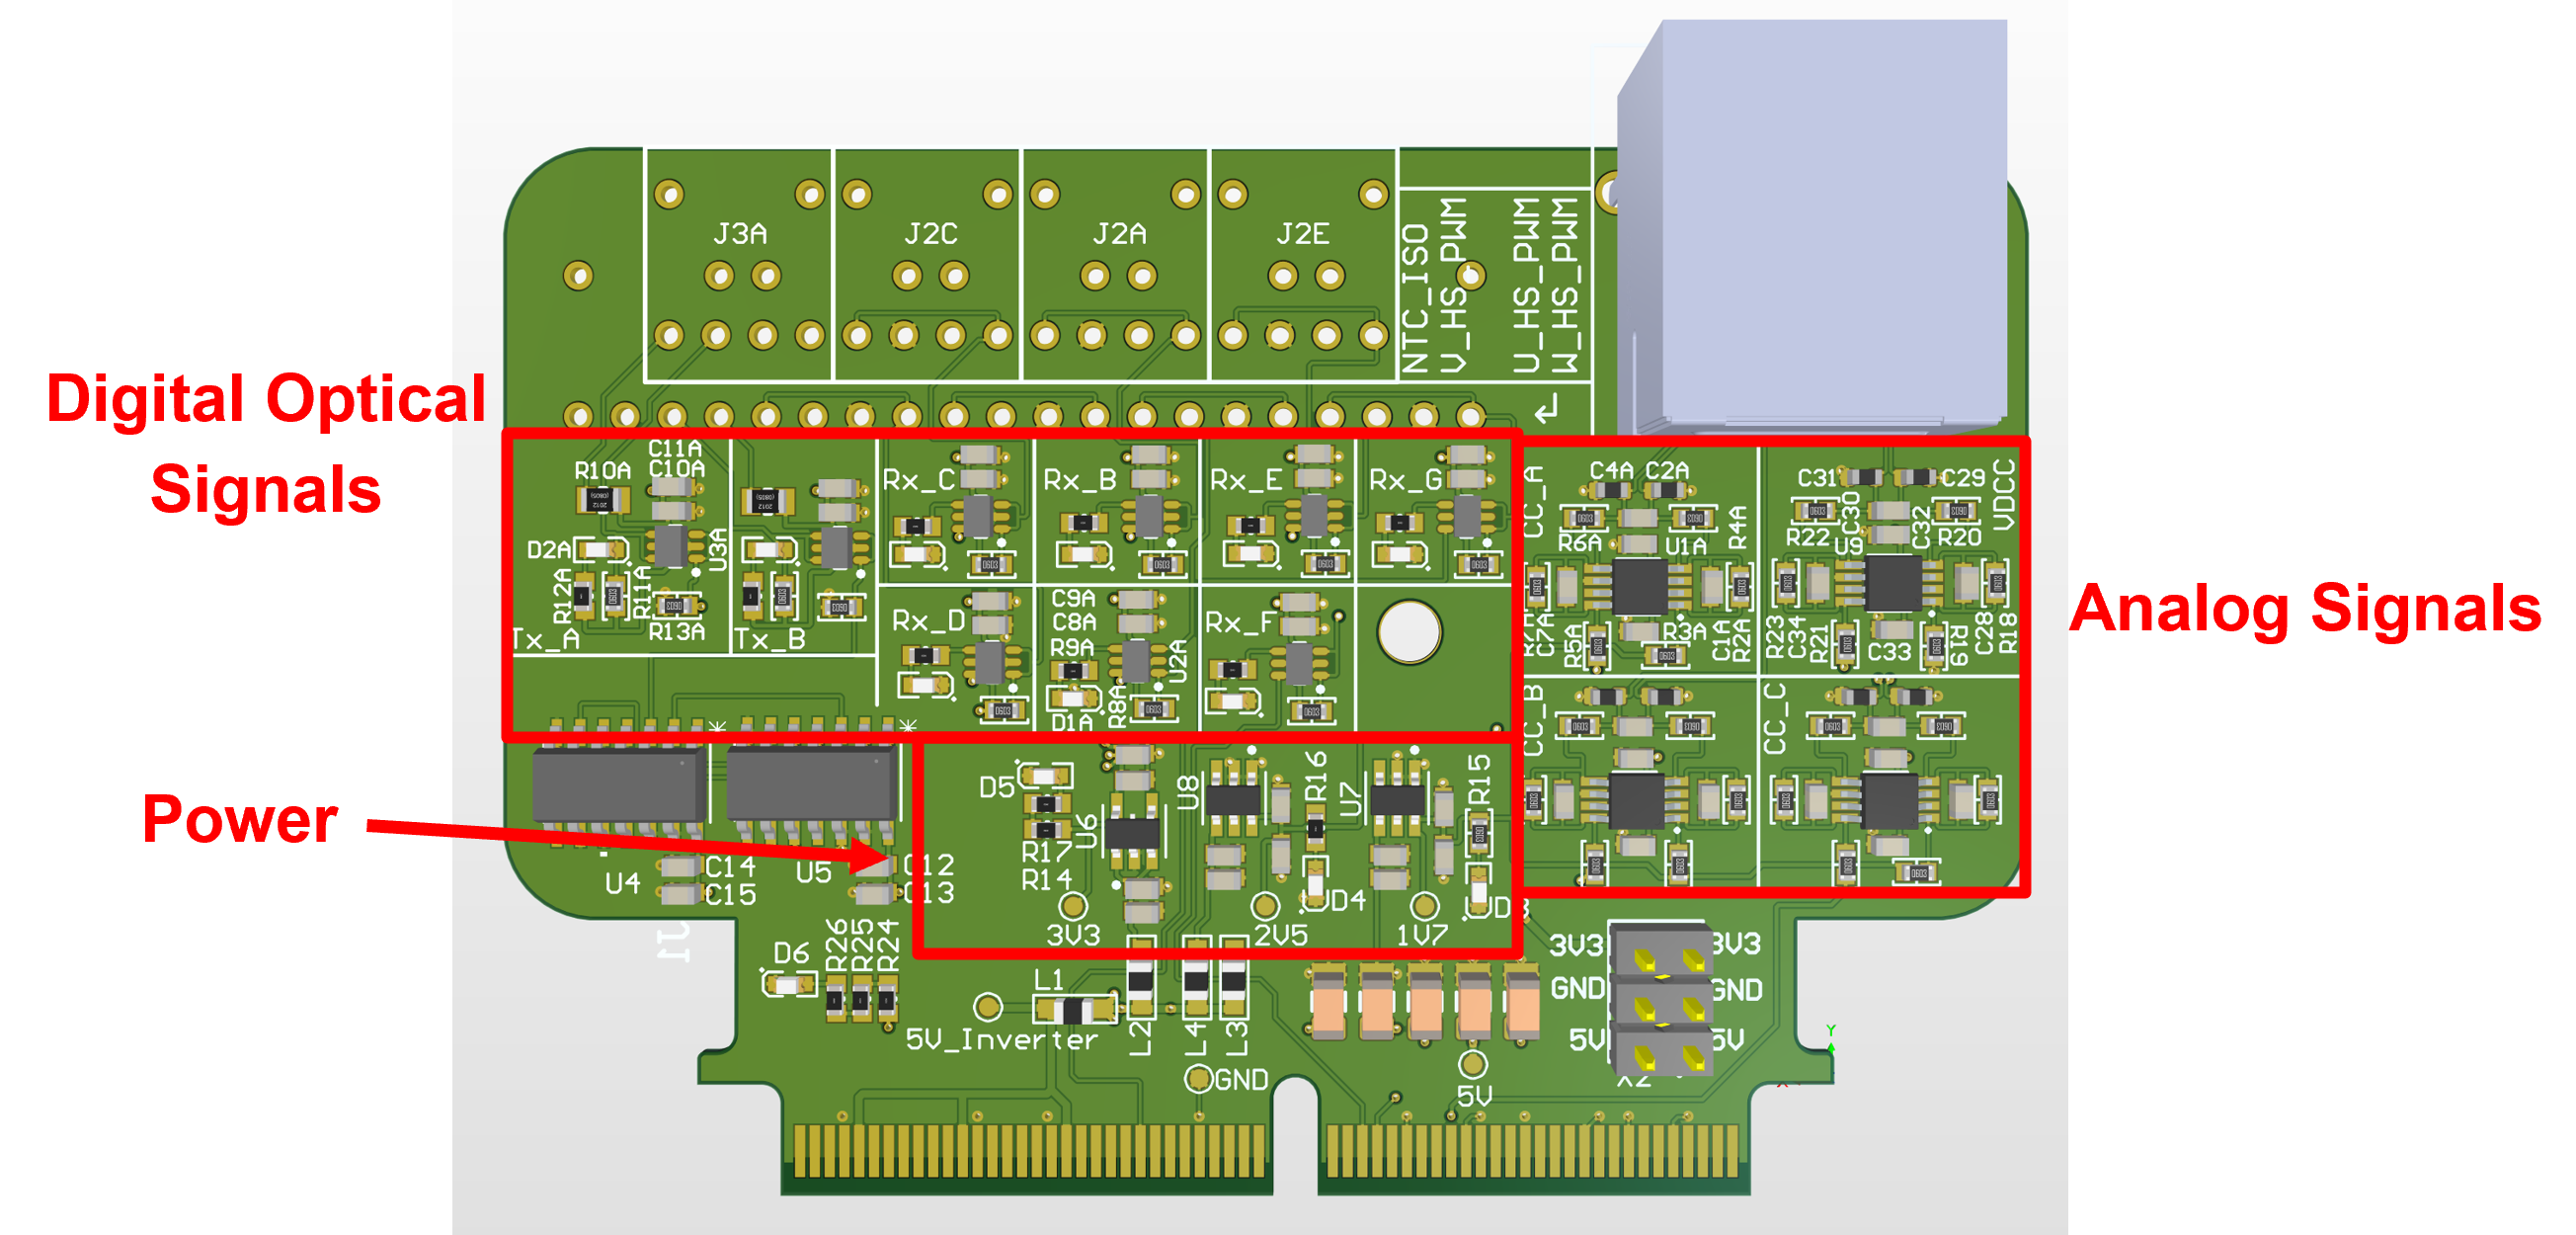 J3A
J2C
J2A
J2E
NTC_ISO
V_HS_PWM
U_HS_PWM
W_HS_PWM
Digital Optical
Signals
C11A
R10A
C10A
D2A
U3A
R12A
R11A
R13A
Tx_A
Tx_B
Rx_C
Rx_B
Rx_E
Rx_G
Rx_D
C9A
C8A
R9A
U2A
D1A
R8A
Rx_F
CC_A
C4A
C2A
R6A
U1A
R4A
R7A
C7A
R5A
R3A
C1A
R2A
C31
C29
VDCC
C30
R22
U9
C32
R20
R23
C34
R21
C33
R19
C28
R18
Analog Signals
CC_B
CC_C
Power
D5
R17
R14
U6
U8
R16
U7
R15
D4
3V3
2V5
1V7
U4
C14
C15
U5
C12
C13
J1
D6
R26
R25
R24
L1
5V_Inverter
L2
L4
L3
GND
5V
3V3
3V3
GND
GND
5V
5V
X2
Y